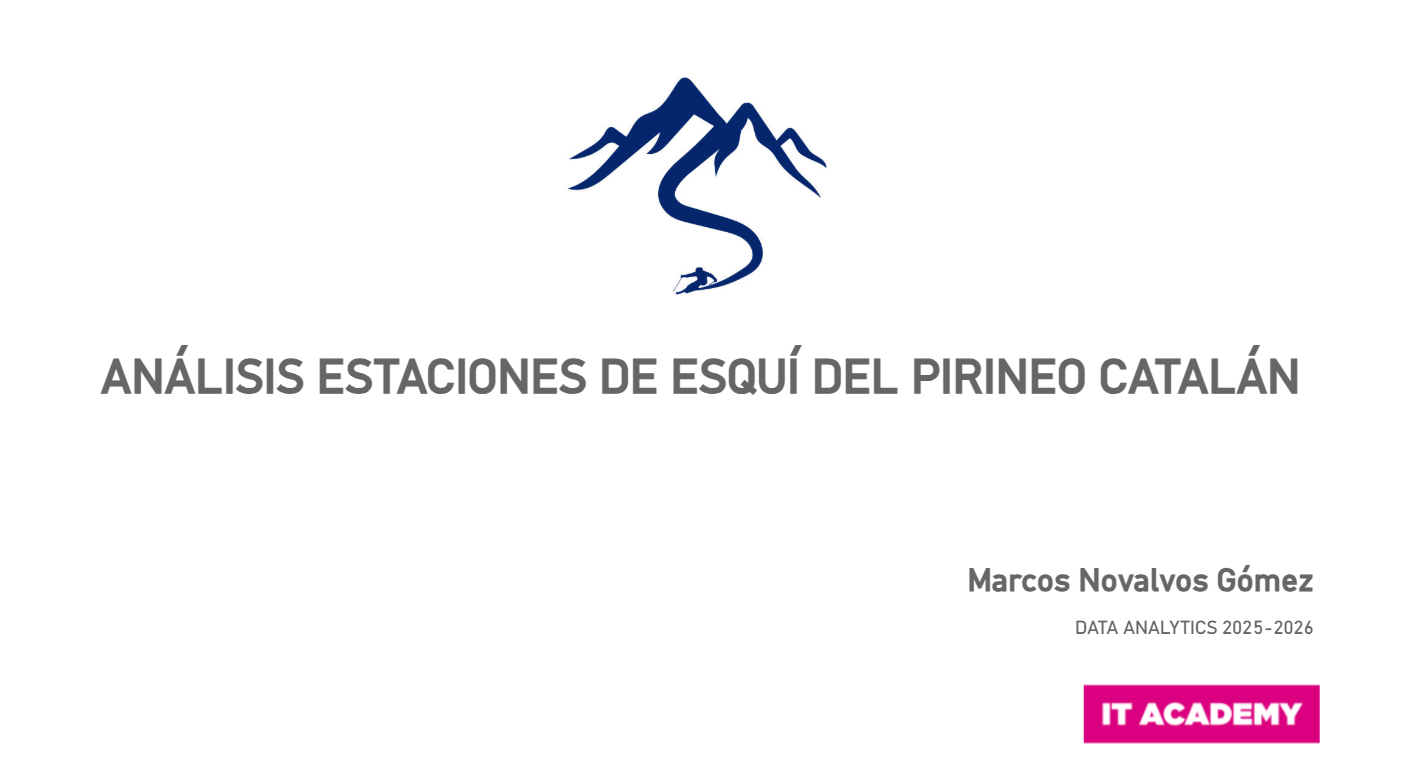 ANÁLISIS ESTACIONES DE ESQUÍ DEL PIRINEO CATALÁN
Marcos Novalvos Gómez
DATA ANALYTICS 2025-2026
IT ACADEMY